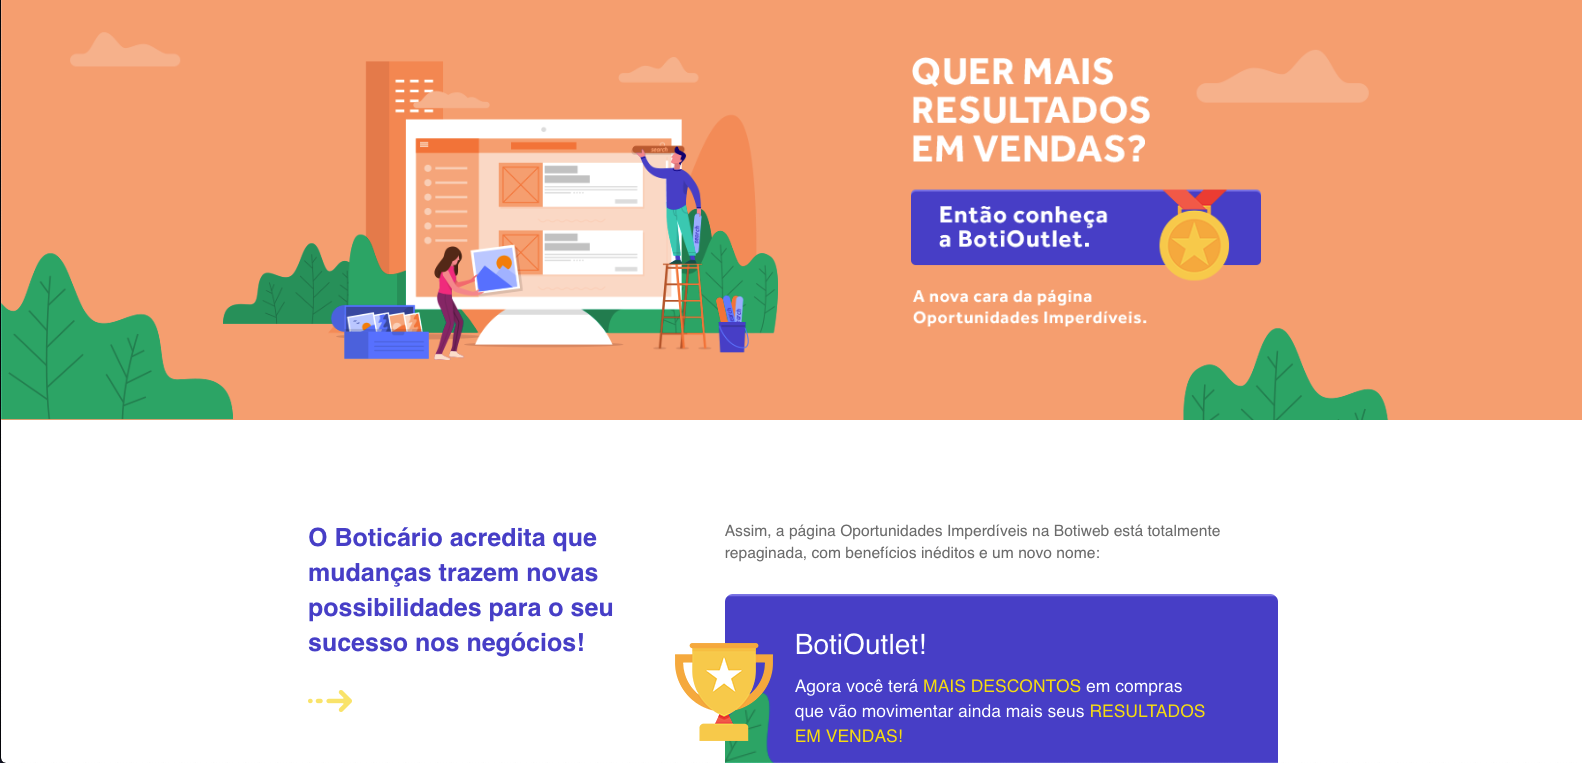 QUER MAIS
RESULTADOS
EM VENDAS?
Então conheça
a BotiOutlet.
A nova cara da página
Oportunidades Imperdíveis.
search
search
O Boticário acredita que
mudanças trazem novas
possibilidades para o seu
sucesso nos negócios!
Assim, a página Oportunidades Imperdíveis na Botiweb está totalmente
repaginada, com benefícios inéditos e um novo nome:
BotiOutlet!
Agora você terá MAIS DESCONTOS em compras
que vão movimentar ainda mais seus RESULTADOS
EM VENDAS!